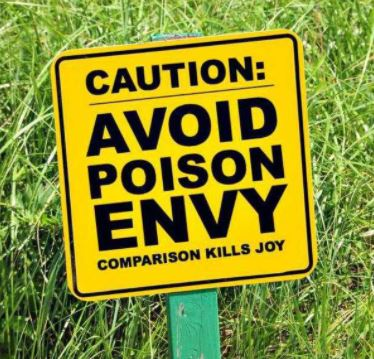 CAUTION:
AVOID
POISON
ENVY
COMPARISON KILLS JOY